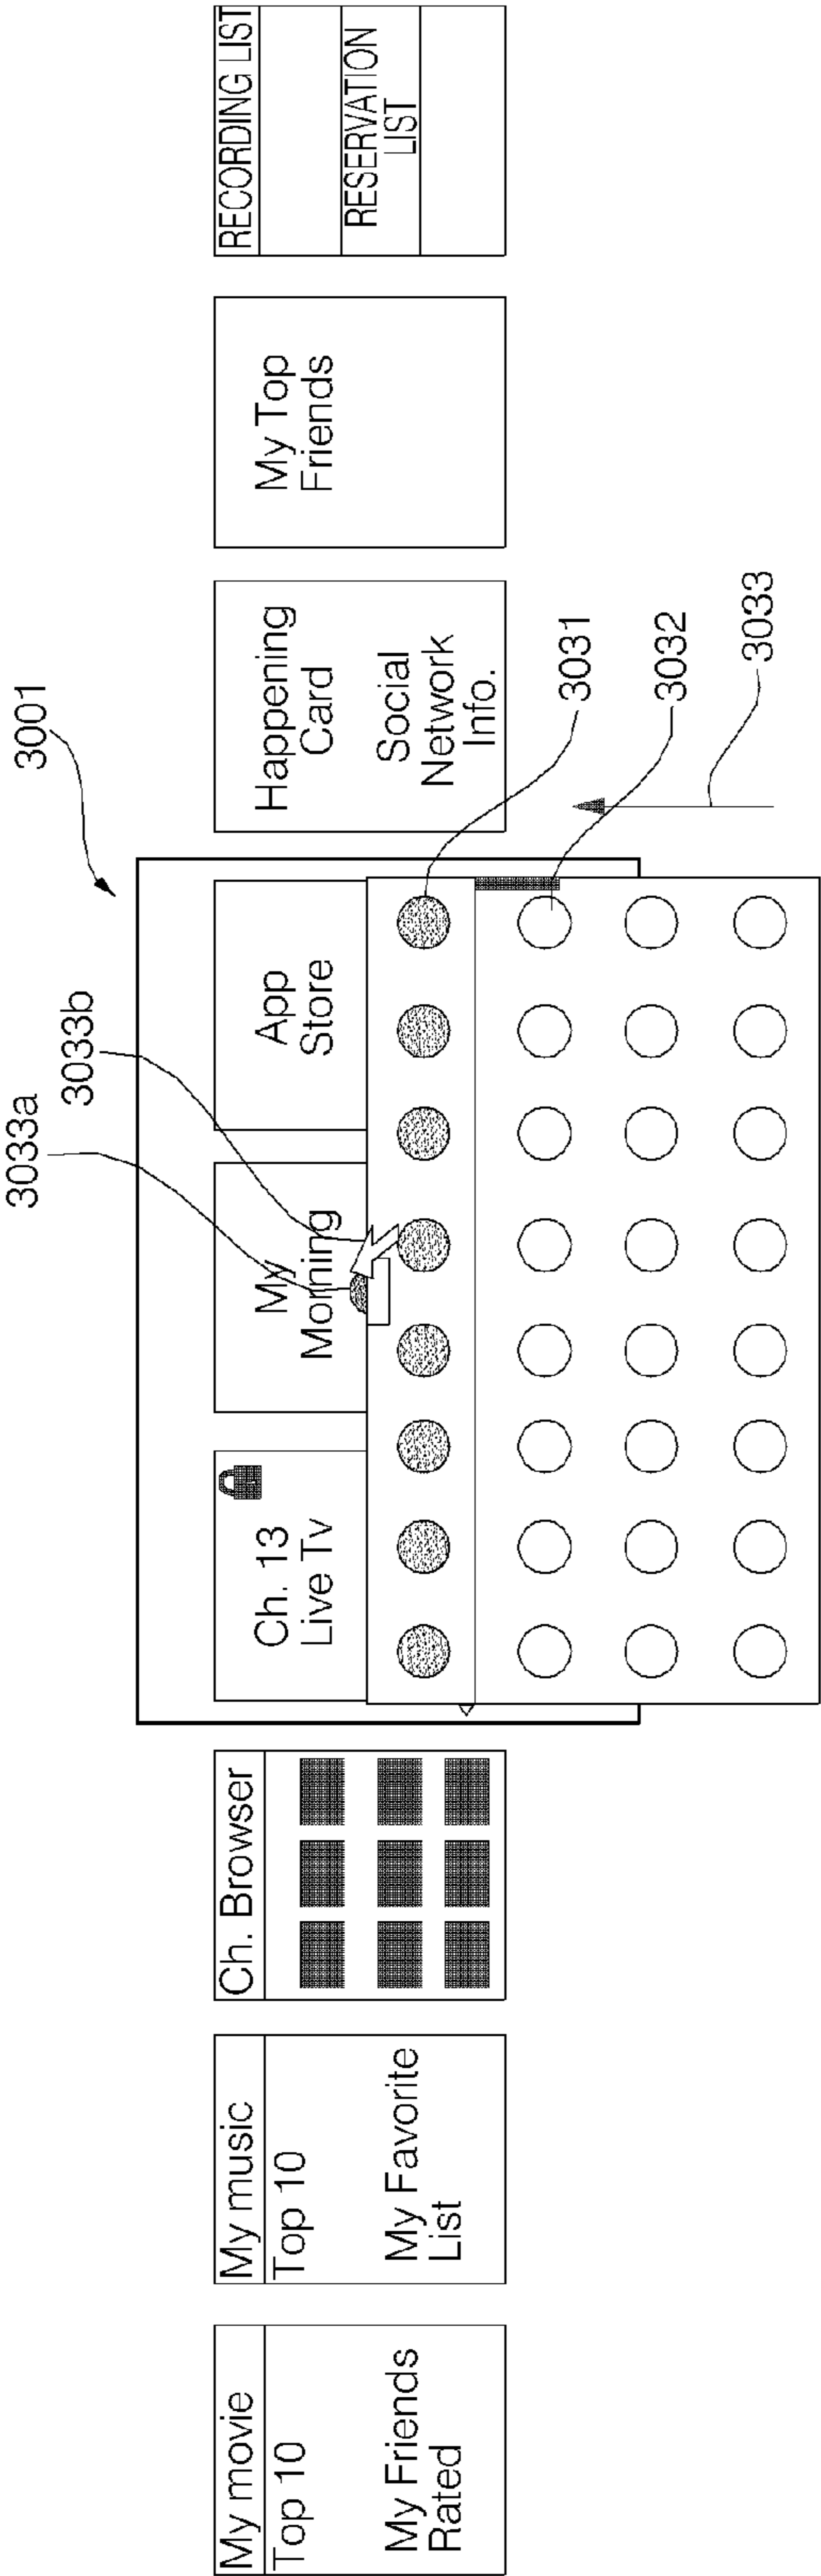 3001
3033a
3033b
My movie
Top 10
My Friends
Rated
My music
Top 10
My Favorite
List
Ch. Browser
Ch. 13
Live Tv
My
Morning
App
Store
Happening
Card
Social
Network
Info.
My Top
Friends
RECORDING LIST
RESERVATION
LIST
3031
3032
3033